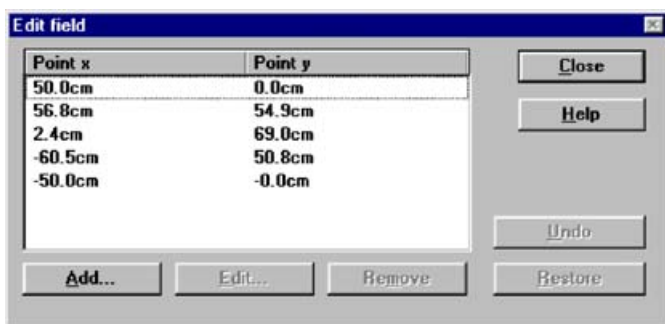 Edit field
Point x Point y
50.0cm 0.0cm
56.8cm 54.9cm
2.4cm 69.0cm
-60.5cm 50.8cm
-50.0cm -0.0cm
Close
Help
Undo
Add... Edit... Remove Restore